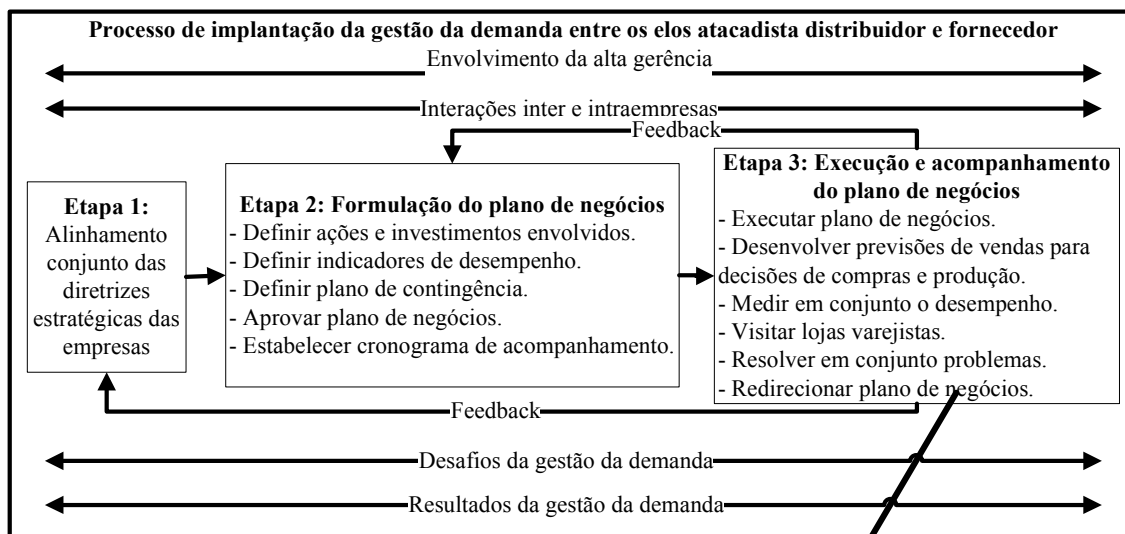 Processo de implantação da gestão da demanda entre os elos atacadista distribuidor e fornecedor
Envolvimento da alta gerência
Interações inter e intraempresas
Feedback
Etapa 1:
Alinhamento
conjunto das
diretrizes
estratégicas das
empresas
Etapa 2: Formulação do plano de negócios
- Definir ações e investimentos envolvidos.
- Definir indicadores de desempenho.
- Definir plano de contingência.
- Aprovar plano de negócios.
- Estabelecer cronograma de acompanhamento.
Etapa 3: Execução e acompanhamento
do plano de negócios
- Executar plano de negócios.
- Desenvolver previsões de vendas para
decisões de compras e produção.
- Medir em conjunto o desempenho.
- Visitar lojas varejistas.
- Resolver em conjunto problemas.
- Redirecionar plano de negócios.
Feedback
Desafios da gestão da demanda
Resultados da gestão da demanda